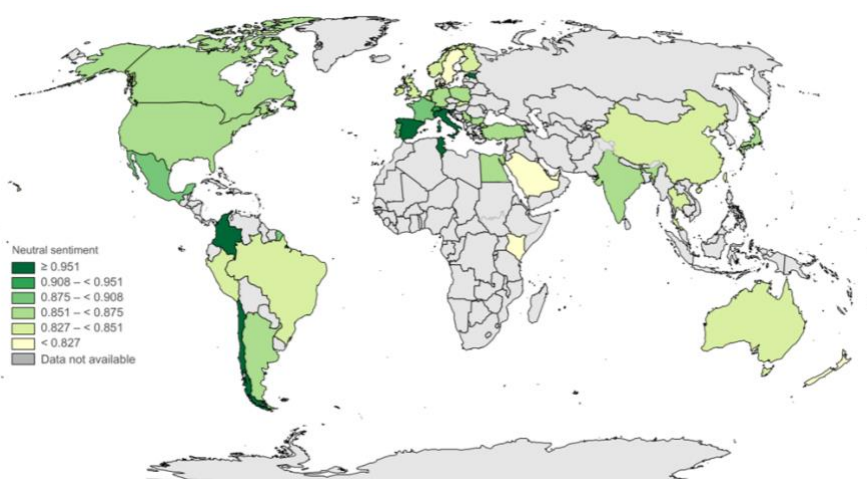 Neutral sentiment
≥ 0.951
0.908 – < 0.951
0.875 – < 0.908
0.851 – < 0.875
0.827 – < 0.851
< 0.827
Data not available